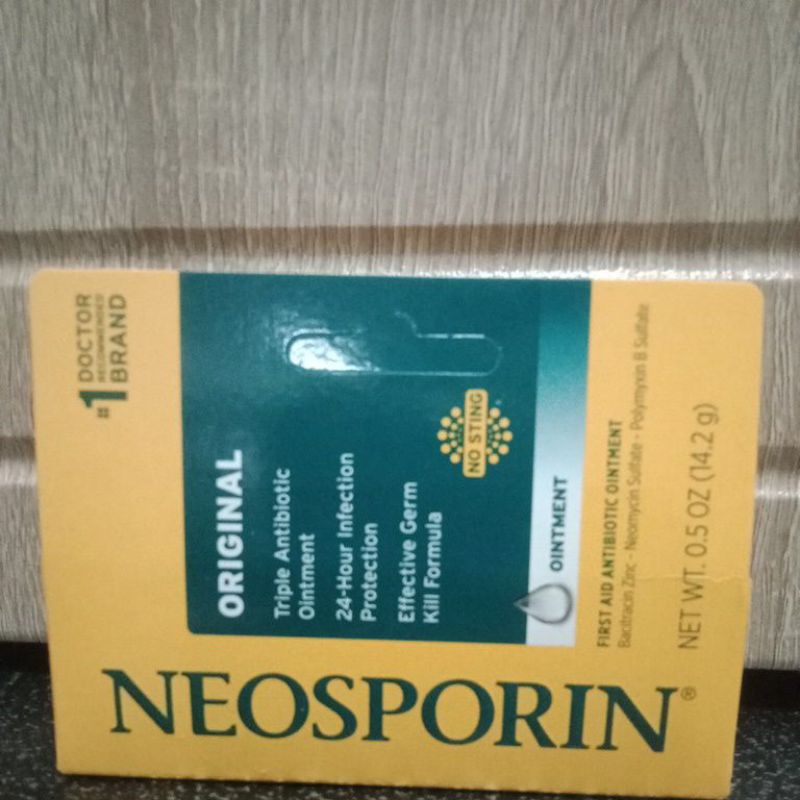 #1 DOCTOR
RECOMMENDED
BRAND
ORIGINAL
Triple Antibiotic
Ointment
24-Hour Infection
Protection
Effective Germ
Kill Formula
NO STING
OINTMENT
FIRST AID ANTIBIOTIC OINTMENT
Bacitracin Zinc - Neomycin Sulfate - Polymyxin B Sulfate
NET WT. 0.5 OZ (14.2 g)
NEOSPORIN®